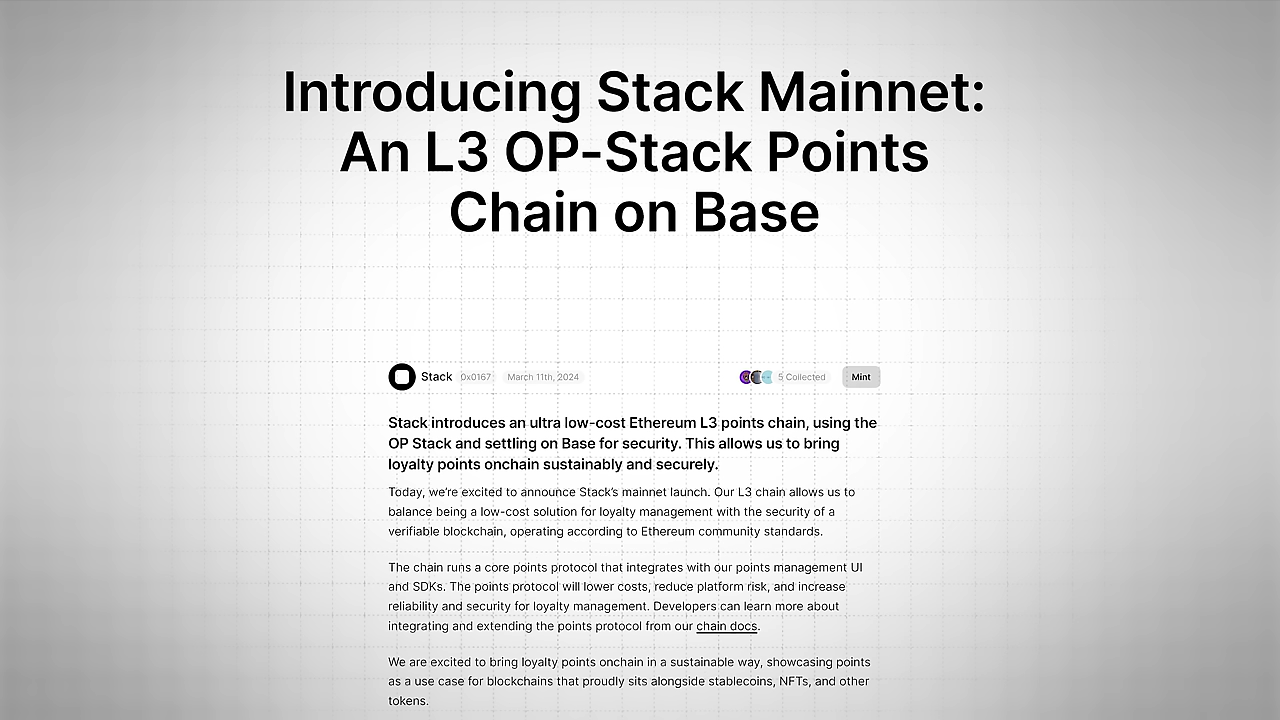 Introducing Stack Mainnet:
An L3 OP-Stack Points
Chain on Base
Stack 0x0167 March 11th, 2024 5 Collected Mint
Stack introduces an ultra low-cost Ethereum L3 points chain, using the
OP Stack and settling on Base for security. This allows us to bring
loyalty points onchain sustainably and securely.
Today, we're excited to announce Stack's mainnet launch. Our L3 chain allows us to
balance being a low-cost solution for loyalty management with the security of a
verifiable blockchain, operating according to Ethereum community standards.
The chain runs a core points protocol that integrates with our points management UI
and SDKs. The points protocol will lower costs, reduce platform risk, and increase
reliability and security for loyalty management. Developers can learn more about
integrating and extending the points protocol from our chain docs.
We are excited to bring loyalty points onchain in a sustainable way, showcasing points
as a use case for blockchains that proudly sits alongside stablecoins, NFTs, and other
tokens.